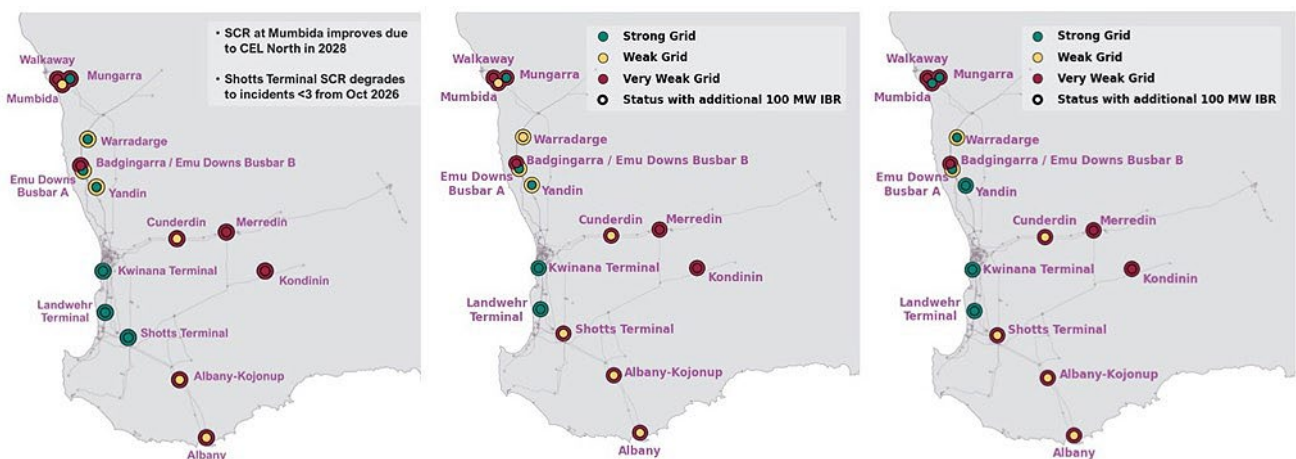 • SCR at Mumbida improves due
to CEL North in 2028
• Shotts Terminal SCR degrades
to incidents <3 from Oct 2026
Walkaway
Mungarra
Mumbida
Warradarge
Badgingarra / Emu Downs Busbar B
Emu Downs
Busbar A
Yandin
Cunderdin
Merredin
Kwinana Terminal
Kondinin
Landwehr
Terminal
Shotts Terminal
Albany-Kojonup
Albany
Strong Grid
Weak Grid
Very Weak Grid
Status with additional 100 MW IBR
Walkaway
Mungarra
Mumbida
Warradarge
Badgingarra / Emu Downs Busbar B
Emu Downs
Busbar A
Yandin
Cunderdin
Merredin
Kwinana Terminal
Kondinin
Landwehr
Terminal
Shotts Terminal
Albany-Kojonup
Albany
Strong Grid
Weak Grid
Very Weak Grid
Status with additional 100 MW IBR
Walkaway
Mungarra
Mumbida
Warradarge
Badgingarra / Emu Downs Busbar B
Emu Downs
Busbar A
Yandin
Cunderdin
Merredin
Kwinana Terminal
Kondinin
Landwehr
Terminal
Shotts Terminal
Albany-Kojonup
Albany